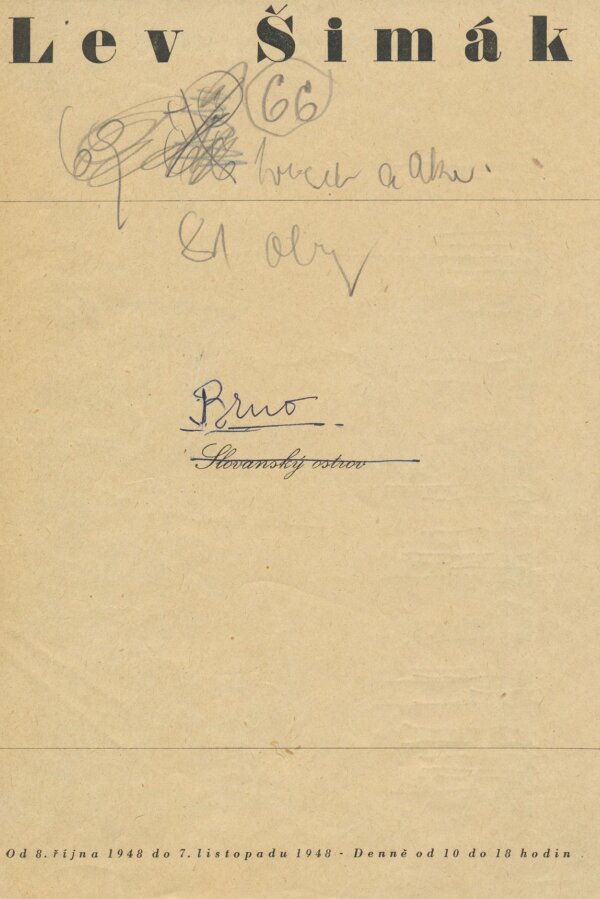 Lev Šimák
66
a
81
Brno
Slovanský ostrov
Od 8. října 1948 do 7. listopadu 1948 - Denně od 10 do 18 hodin